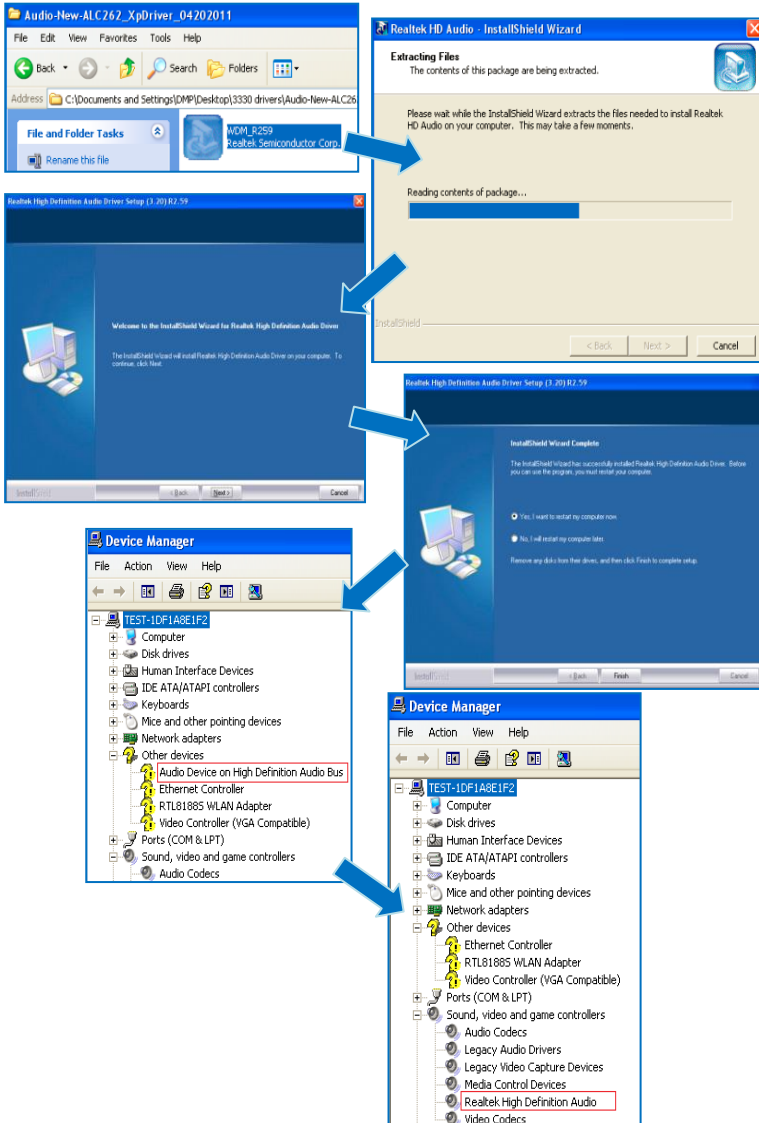 Audio-New-ALC262_XpDriver_04202011
File Edit View Favorites Tools Help
Back Search Folders
Address C:\Documents and Settings\DMP\Desktop\3330 drivers\Audio-New-ALC26
File and Folder Tasks
Rename this file
WDM_R259
Realtek Semiconductor Corp.
Realtek HD Audio - InstallShield Wizard
Extracting Files
The contents of this package are being extracted.
Please wait while the InstallShield Wizard extracts the files needed to install Realtek
HD Audio on your computer. This may take a few moments.
Reading contents of package...
InstallShield
< Back Next > Cancel
Realtek High Definition Audio Driver Setup (3.20) R2.59
Welcome to the InstallShield Wizard for Realtek High Definition Audio Driver
The InstallShield Wizard will install Realtek High Definition Audio Driver on your computer. To
continue, click Next.
InstallShield
< Back Next > Cancel
Realtek High Definition Audio Driver Setup (3.20) R2.59
InstallShield Wizard Complete
The InstallShield Wizard has successfully installed Realtek High Definition Audio Driver. Before
you can use the program, you must restart your computer.
Yes, I want to restart my computer now.
No, I will restart my computer later.
Remove any disks from their drives, and then click Finish to complete setup.
InstallShield
< Back Finish Cancel
Device Manager
File Action View Help
TEST-1DF1A8E1F2
Computer
Disk drives
Human Interface Devices
IDE ATA/ATAPI controllers
Keyboards
Mice and other pointing devices
Network adapters
Other devices
Audio Device on High Definition Audio Bus
Ethernet Controller
RTL8188S WLAN Adapter
Video Controller (VGA Compatible)
Ports (COM & LPT)
Sound, video and game controllers
Audio Codecs
Device Manager
File Action View Help
TEST-1DF1A8E1F2
Computer
Disk drives
Human Interface Devices
IDE ATA/ATAPI controllers
Keyboards
Mice and other pointing devices
Network adapters
Other devices
Ethernet Controller
RTL8188S WLAN Adapter
Video Controller (VGA Compatible)
Ports (COM & LPT)
Sound, video and game controllers
Audio Codecs
Legacy Audio Drivers
Legacy Video Capture Devices
Media Control Devices
Realtek High Definition Audio
Video Codecs